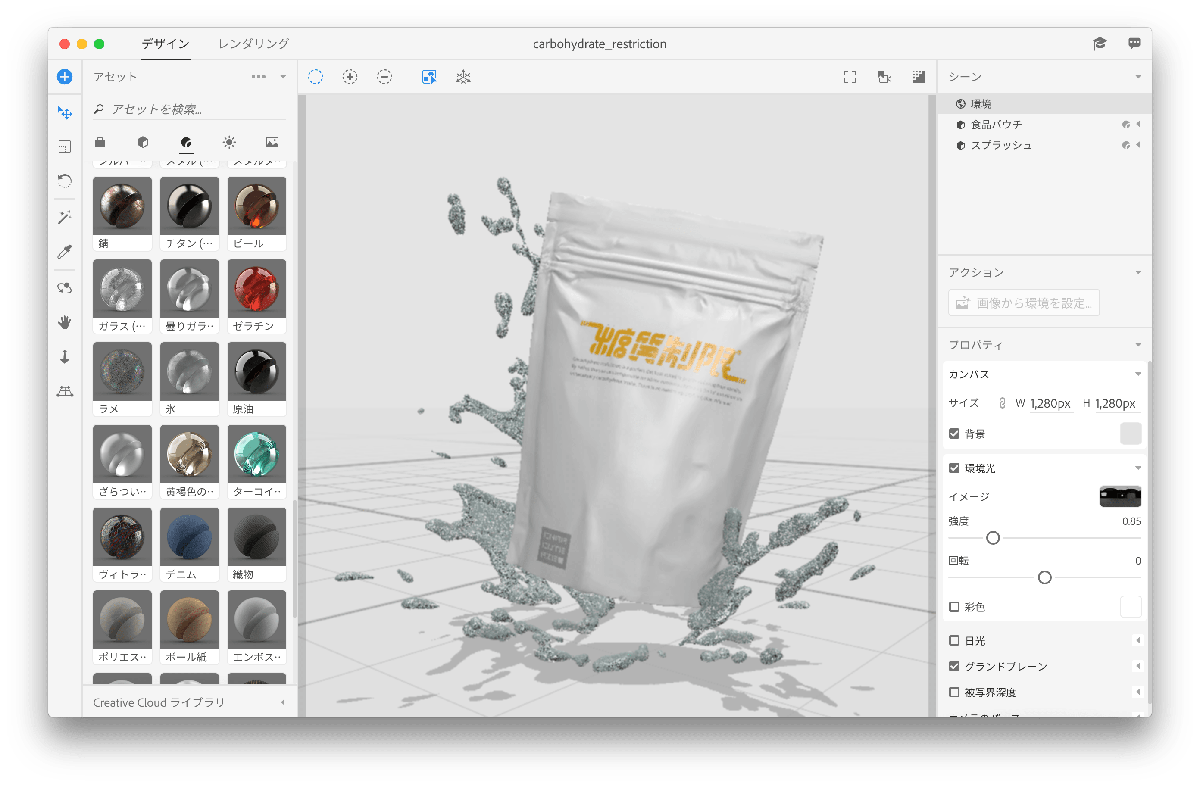 デザイン
レンダリング
carbohydrate_restriction
アセット
アセットを検索...
錆
チタン (…
ビール
ガラス (…
曇りガラ…
ゼラチン
ラメ
氷
原油
ざらつい…
黄褐色の…
ターコイ…
ヴィトラ…
デニム
織物
ポリエス…
ボール紙
エンボス…
Creative Cloud ライブラリ
糖質制限
シーン
環境
食品パウチ
スプラッシュ
アクション
画像から環境を設定...
プロパティ
カンバス
サイズ W 1,280px H 1,280px
背景
環境光
イメージ
強度 0.95
回転 0
彩色
日光
グランドプレーン
被写界深度